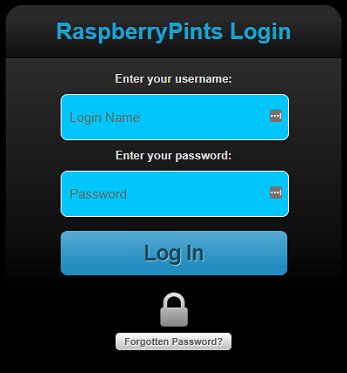 RaspberryPints Login
Enter your username:
Login Name
Enter your password:
Password
Log In
Forgotten Password?